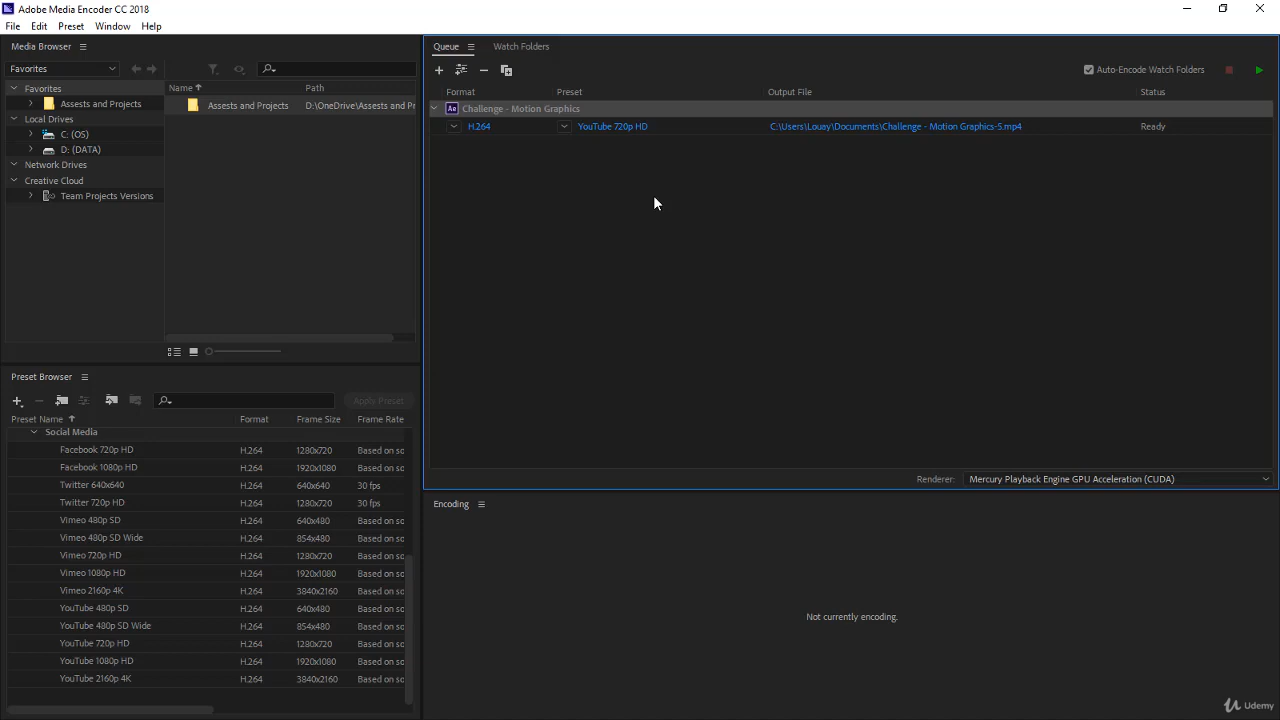 Adobe Media Encoder CC 2018
File Edit Preset Window Help
Media Browser
Favorites
Name Path
Favorites
Assests and Projects
Local Drives
C: (OS)
D: (DATA)
Network Drives
Creative Cloud
Team Projects Versions
Assests and Projects D:\OneDrive\Assests and Pr
Queue Watch Folders
Auto-Encode Watch Folders
Format Preset Output File Status
Ae Challenge - Motion Graphics
H.264 YouTube 720p HD C:\Users\Louay\Documents\Challenge - Motion Graphics-5.mp4 Ready
Renderer: Mercury Playback Engine GPU Acceleration (CUDA)
Preset Browser
Apply Preset
Preset Name Format Frame Size Frame Rate
Social Media
Facebook 720p HD H.264 1280x720 Based on so
Facebook 1080p HD H.264 1920x1080 Based on so
Twitter 640x640 H.264 640x640 30 fps
Twitter 720p HD H.264 1280x720 30 fps
Vimeo 480p SD H.264 640x480 Based on so
Vimeo 480p SD Wide H.264 854x480 Based on so
Vimeo 720p HD H.264 1280x720 Based on so
Vimeo 1080p HD H.264 1920x1080 Based on so
Vimeo 2160p 4K H.264 3840x2160 Based on so
YouTube 480p SD H.264 640x480 Based on so
YouTube 480p SD Wide H.264 854x480 Based on so
YouTube 720p HD H.264 1280x720 Based on so
YouTube 1080p HD H.264 1920x1080 Based on so
YouTube 2160p 4K H.264 3840x2160 Based on so
Encoding
Not currently encoding.
Udemy